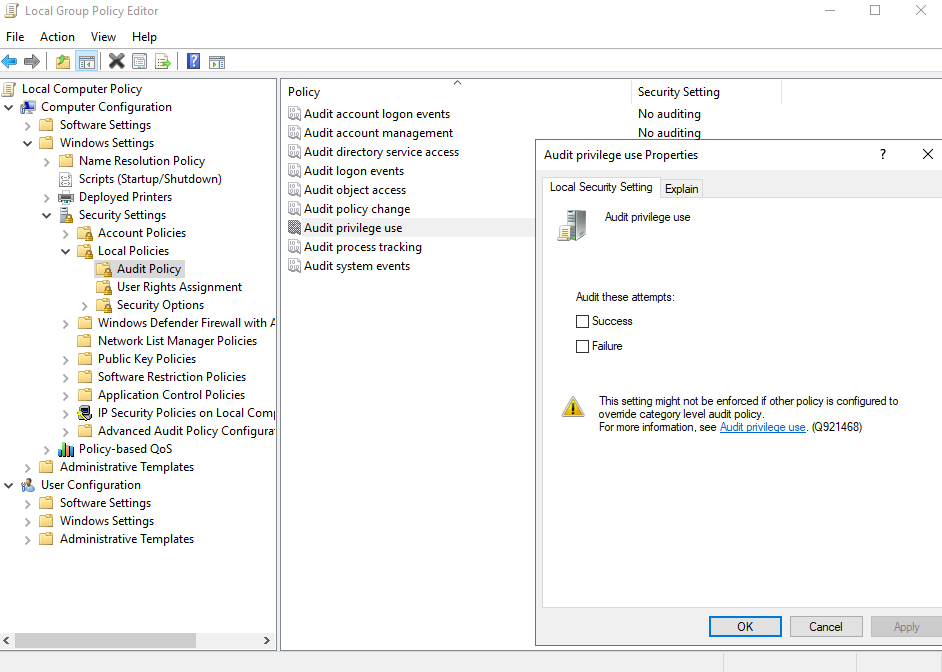 Local Group Policy Editor
File Action View Help
Local Computer Policy
Computer Configuration
Software Settings
Windows Settings
Name Resolution Policy
Scripts (Startup/Shutdown)
Deployed Printers
Security Settings
Account Policies
Local Policies
Audit Policy
User Rights Assignment
Security Options
Windows Defender Firewall with A
Network List Manager Policies
Public Key Policies
Software Restriction Policies
Application Control Policies
IP Security Policies on Local Comp
Advanced Audit Policy Configura
Policy-based QoS
Administrative Templates
User Configuration
Software Settings
Windows Settings
Administrative Templates
Policy Security Setting
Audit account logon events No auditing
Audit account management No auditing
Audit directory service access
Audit logon events
Audit object access
Audit policy change
Audit privilege use
Audit process tracking
Audit system events
Audit privilege use Properties ?
Local Security Setting Explain
Audit privilege use
Audit these attempts:
Success
Failure
This setting might not be enforced if other policy is configured to
override category level audit policy.
For more information, see Audit privilege use. (Q921468)
OK Cancel Apply